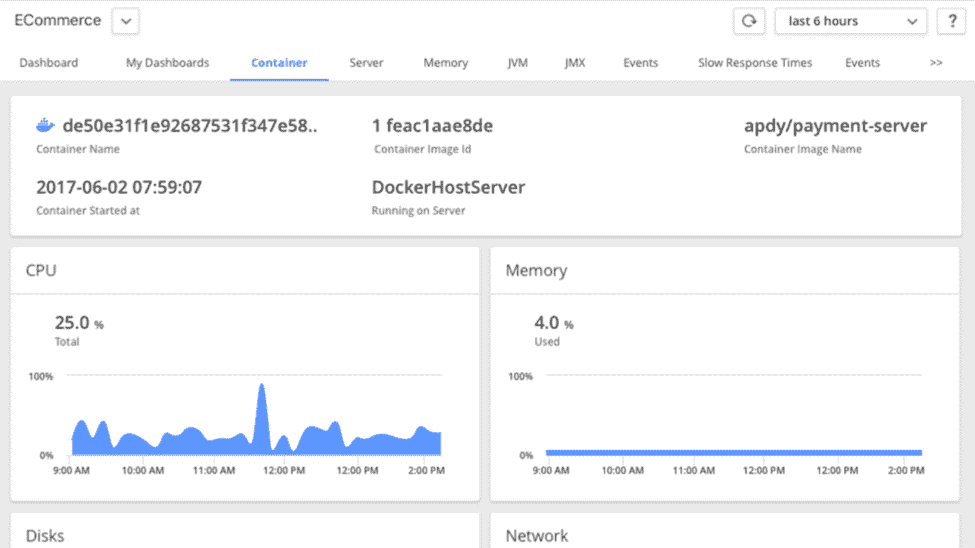 ECommerce
last 6 hours
?
Dashboard My Dashboards Container Server Memory JVM JMX Events Slow Response Times Events >>
de50e31f1e92687531f347e58.. 1 feac1aae8de apdy/payment-server
Container Name Container Image Id Container Image Name
2017-06-02 07:59:07 DockerHostServer
Container Started at Running on Server
CPU
25.0 %
Total
100%
0%
9:00 AM 10:00 AM 11:00 AM 12:00 PM 12:00 PM 2:00 PM
Memory
4.0 %
Used
100%
0%
9:00 AM 10:00 AM 11:00 AM 12:00 PM 12:00 PM 2:00 PM
Disks
Network